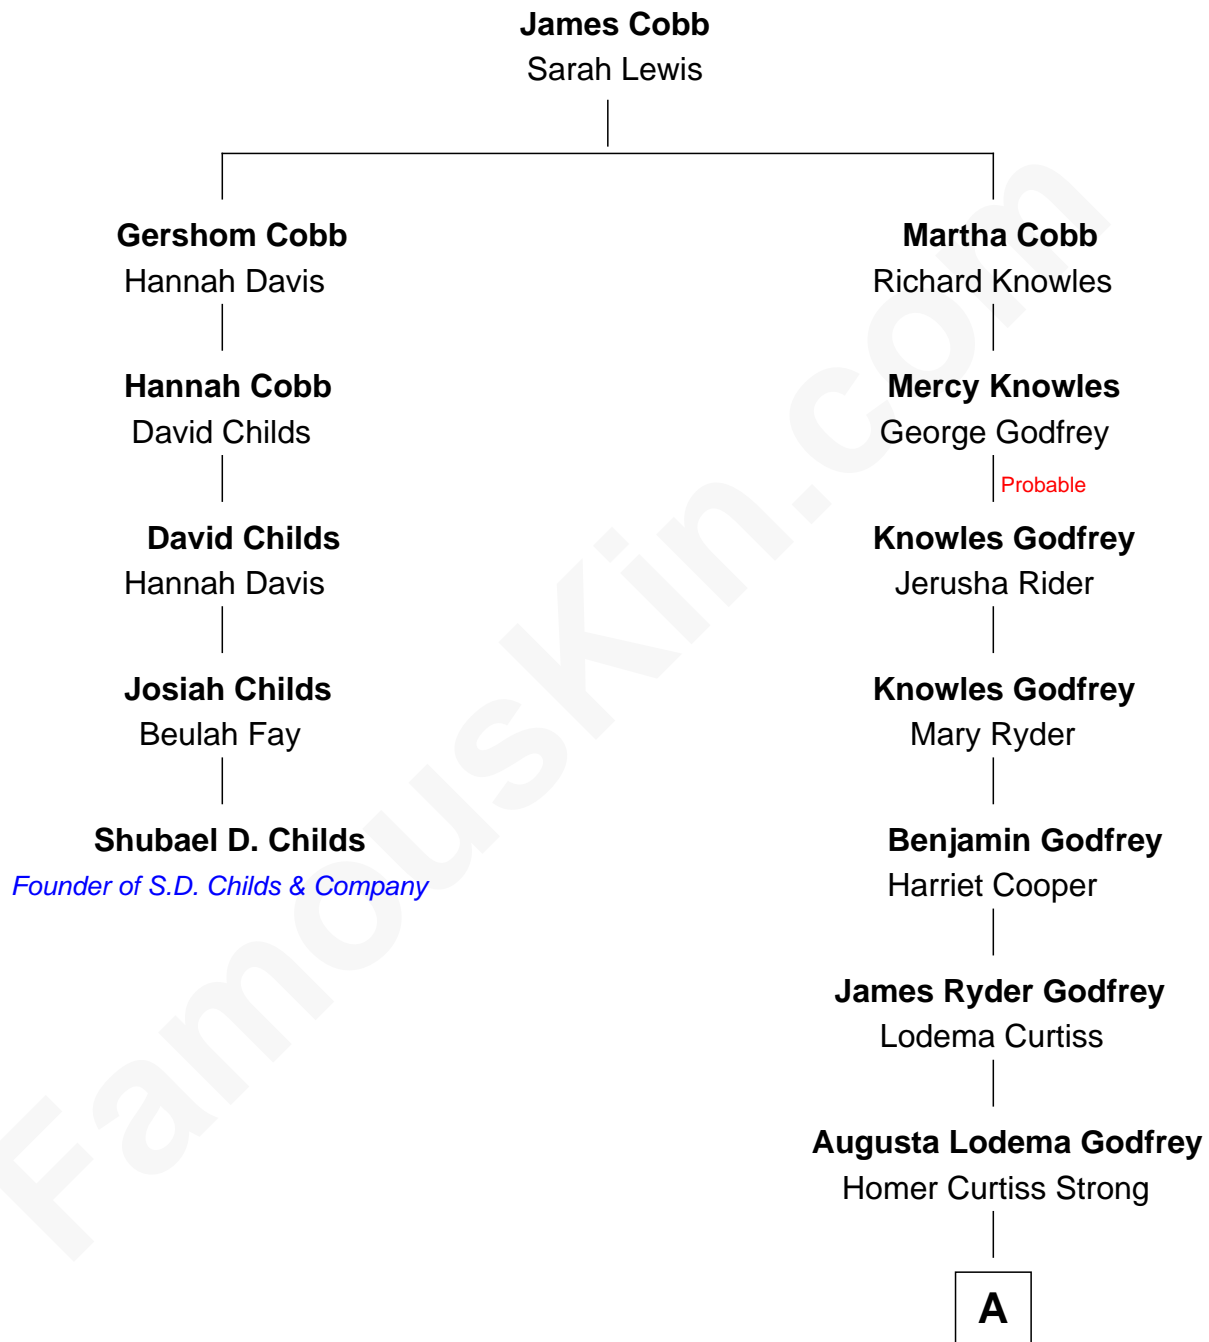 James Cobb
Sarah Lewis
Gershom Cobb
Hannah Davis
Martha Cobb
Richard Knowles
Hannah Cobb
David Childs
Mercy Knowles
George Godfrey
Probable
David Childs
Hannah Davis
Knowles Godfrey
Jerusha Rider
Josiah Childs
Beulah Fay
Knowles Godfrey
Mary Ryder
Shubael D. Childs
Founder of S.D. Childs & Company
Benjamin Godfrey
Harriet Cooper
James Ryder Godfrey
Lodema Curtiss
Augusta Lodema Godfrey
Homer Curtiss Strong
A
FamousKin.com